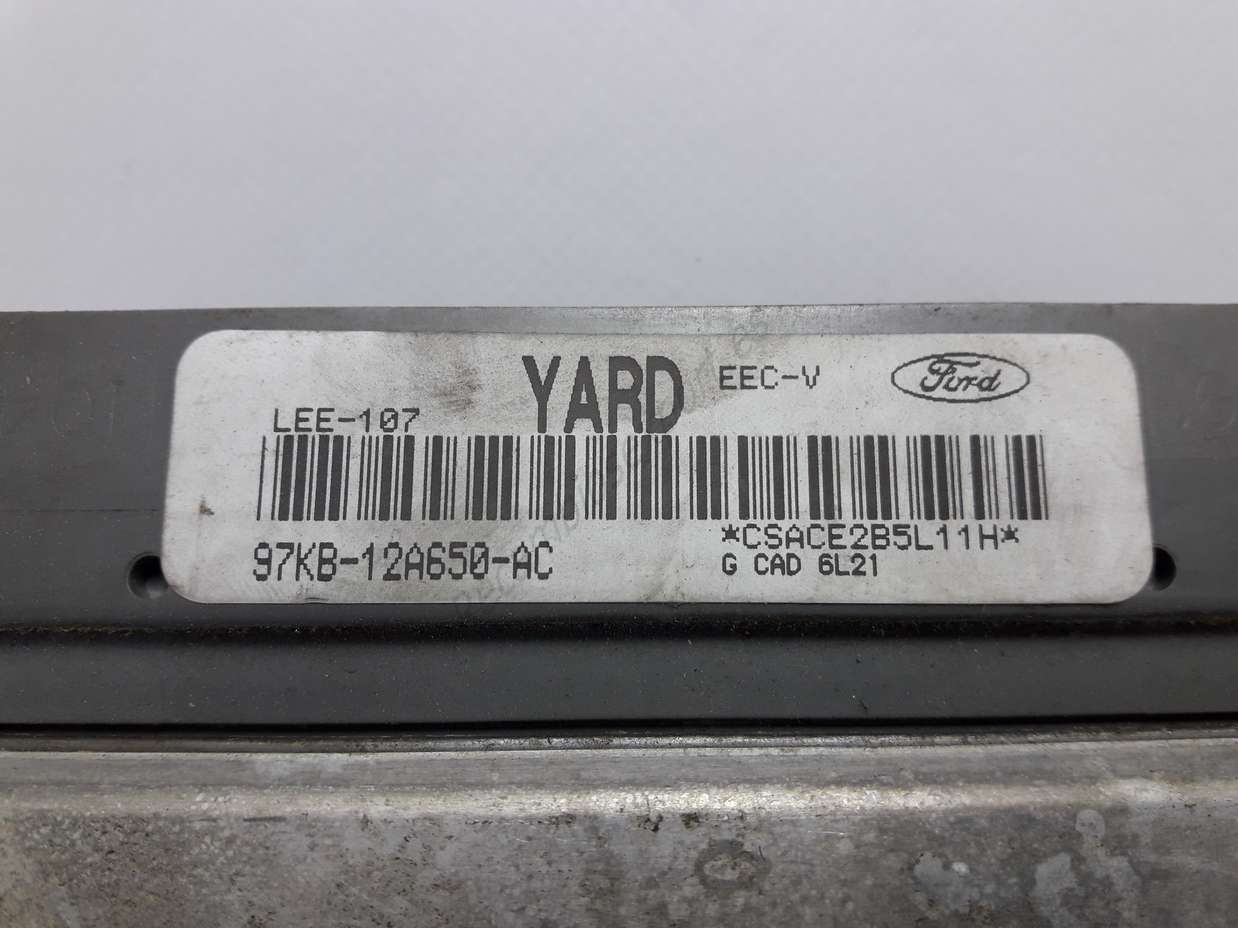 YARD EEC-V Ford
LEE-107
*CSACE2B5L11H*
97KB-12A650-AC
G CAD 6L21